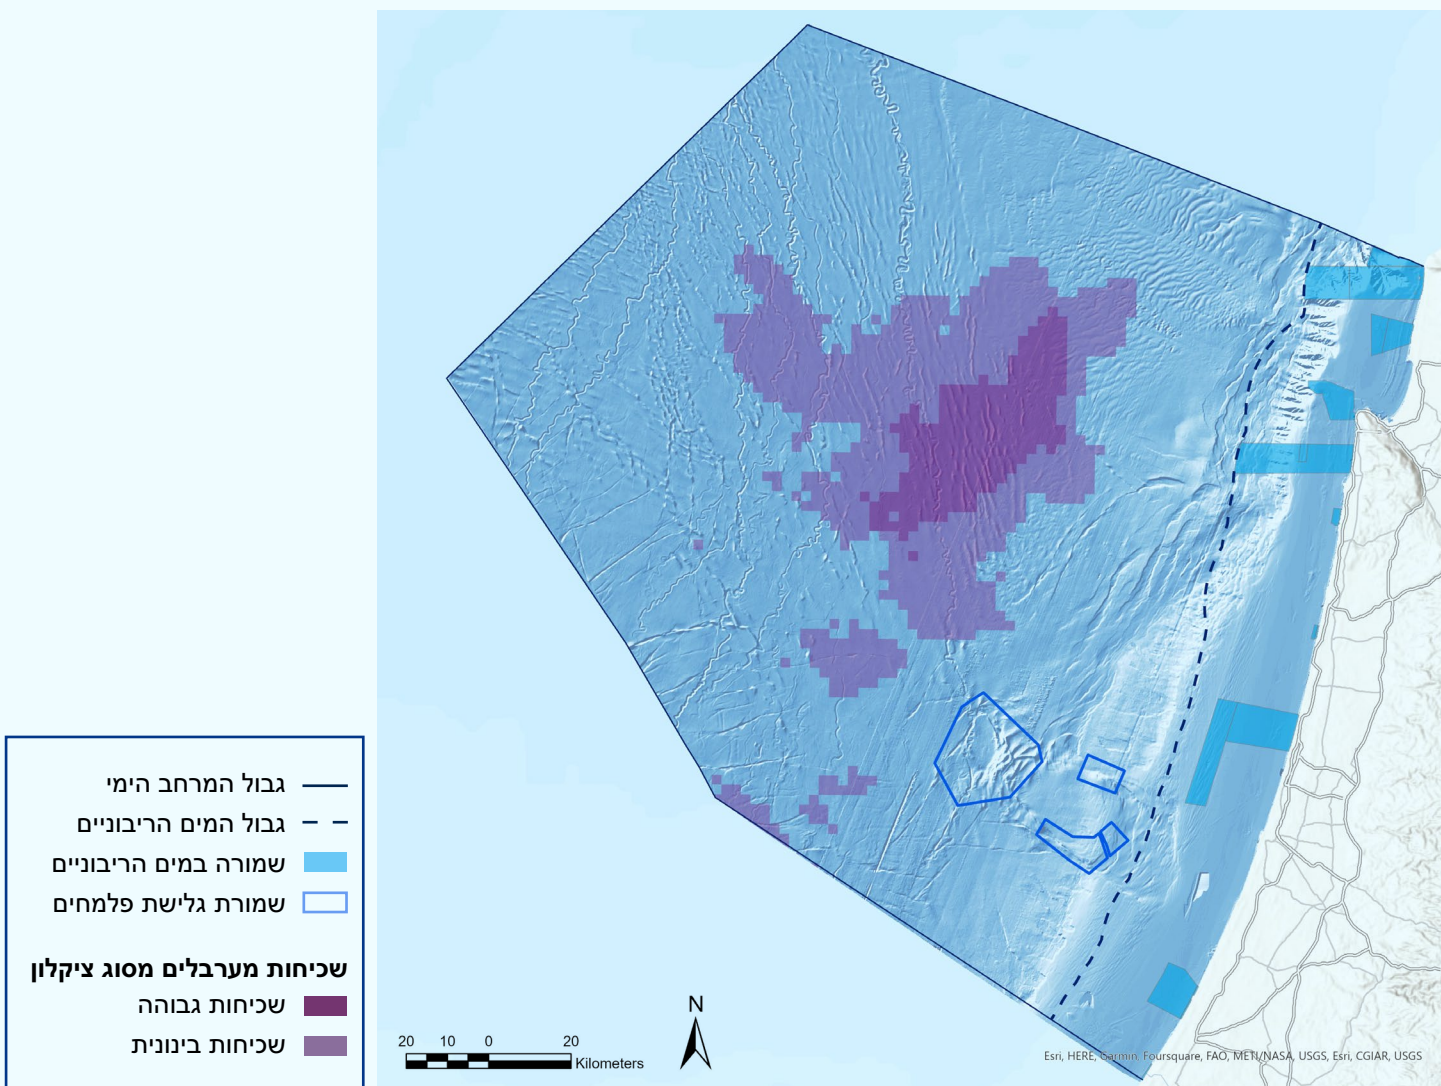 גבול המרחב הימי
גבול המים הריבוניים
שמורה במים הריבוניים
שמורת גלישת פלמחים
שכיחות מערבלים מסוג ציקלון
שכיחות גבוהה
שכיחות בינונית
N
20 10 0 20
Kilometers
Esri, HERE, Garmin, Foursquare, FAO, METI/NASA, USGS, Esri, CGIAR, USGS